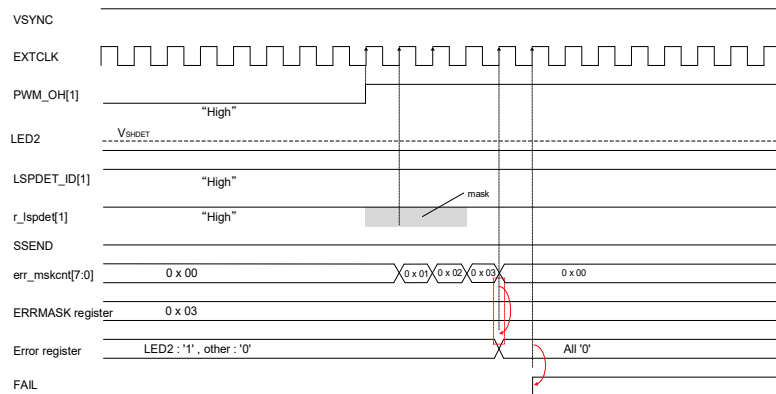 VSYNC
EXTCLK
PWM_OH[1]
“High”
LED2
VSHDET
LSPDET_ID[1]
“High”
mask
r_lspdet[1]
“High”
SSEND
err_mskcnt[7:0]
0 x 00
0 x 01
0 x 02
0 x 03
0 x 00
ERRMASK register
0 x 03
Error register
LED2 : '1' , other : '0'
All '0'
FAIL